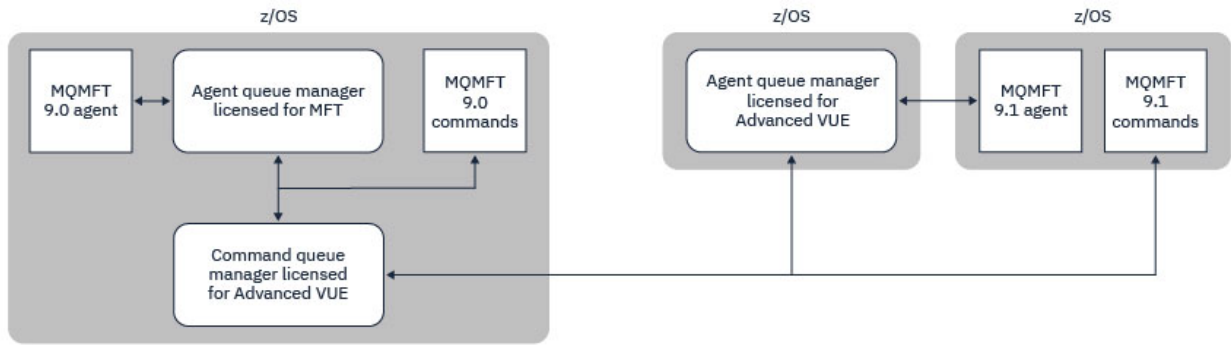 z/OS
z/OS
z/OS
MQMFT
9.0 agent
Agent queue manager
licensed for MFT
MQMFT
9.0
commands
Agent queue manager
licensed for
Advanced VUE
MQMFT
9.1 agent
MQMFT
9.1
commands
Command queue
manager licensed
for Advanced VUE